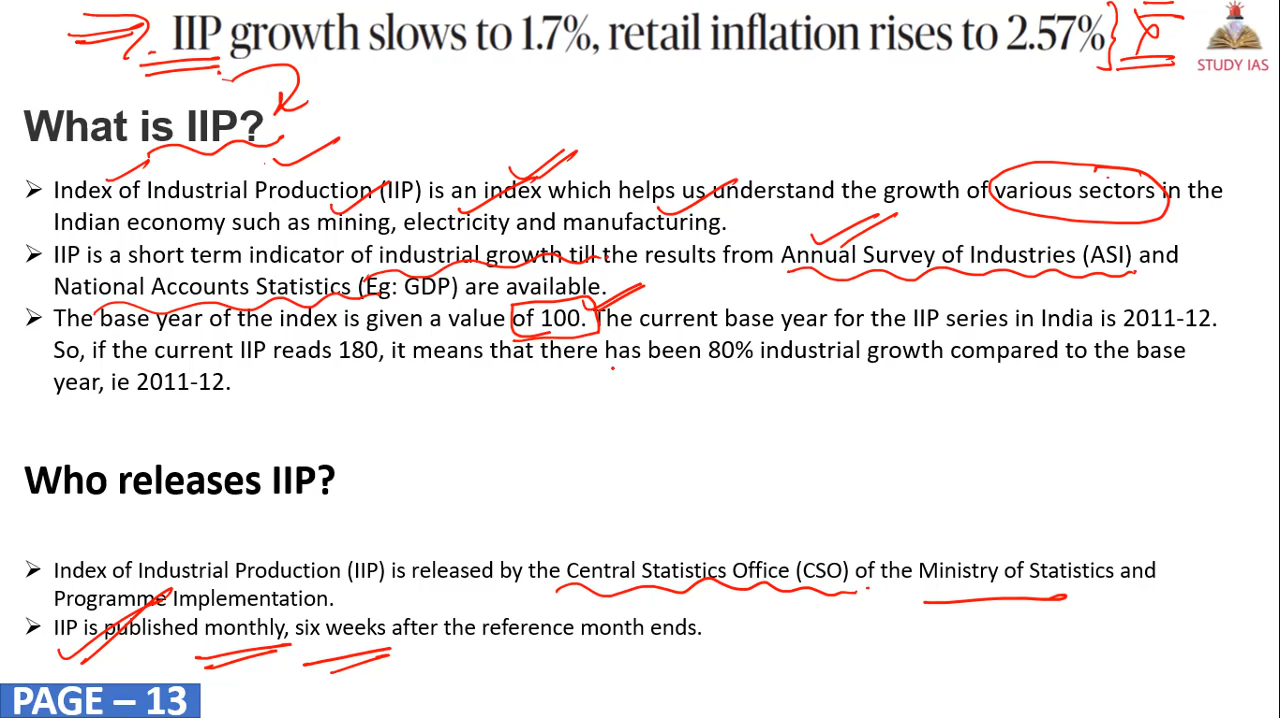 IIP growth slows to 1.7%, retail inflation rises to 2.57%
STUDY IAS
What is IIP?
➢ Index of Industrial Production (IIP) is an index which helps us understand the growth of various sectors in the
Indian economy such as mining, electricity and manufacturing.
➢ IIP is a short term indicator of industrial growth till the results from Annual Survey of Industries (ASI) and
National Accounts Statistics (Eg: GDP) are available.
➢ The base year of the index is given a value of 100. The current base year for the IIP series in India is 2011-12.
So, if the current IIP reads 180, it means that there has been 80% industrial growth compared to the base
year, ie 2011-12.
Who releases IIP?
➢ Index of Industrial Production (IIP) is released by the Central Statistics Office (CSO) of the Ministry of Statistics and
Programme Implementation.
➢ IIP is published monthly, six weeks after the reference month ends.
PAGE – 13